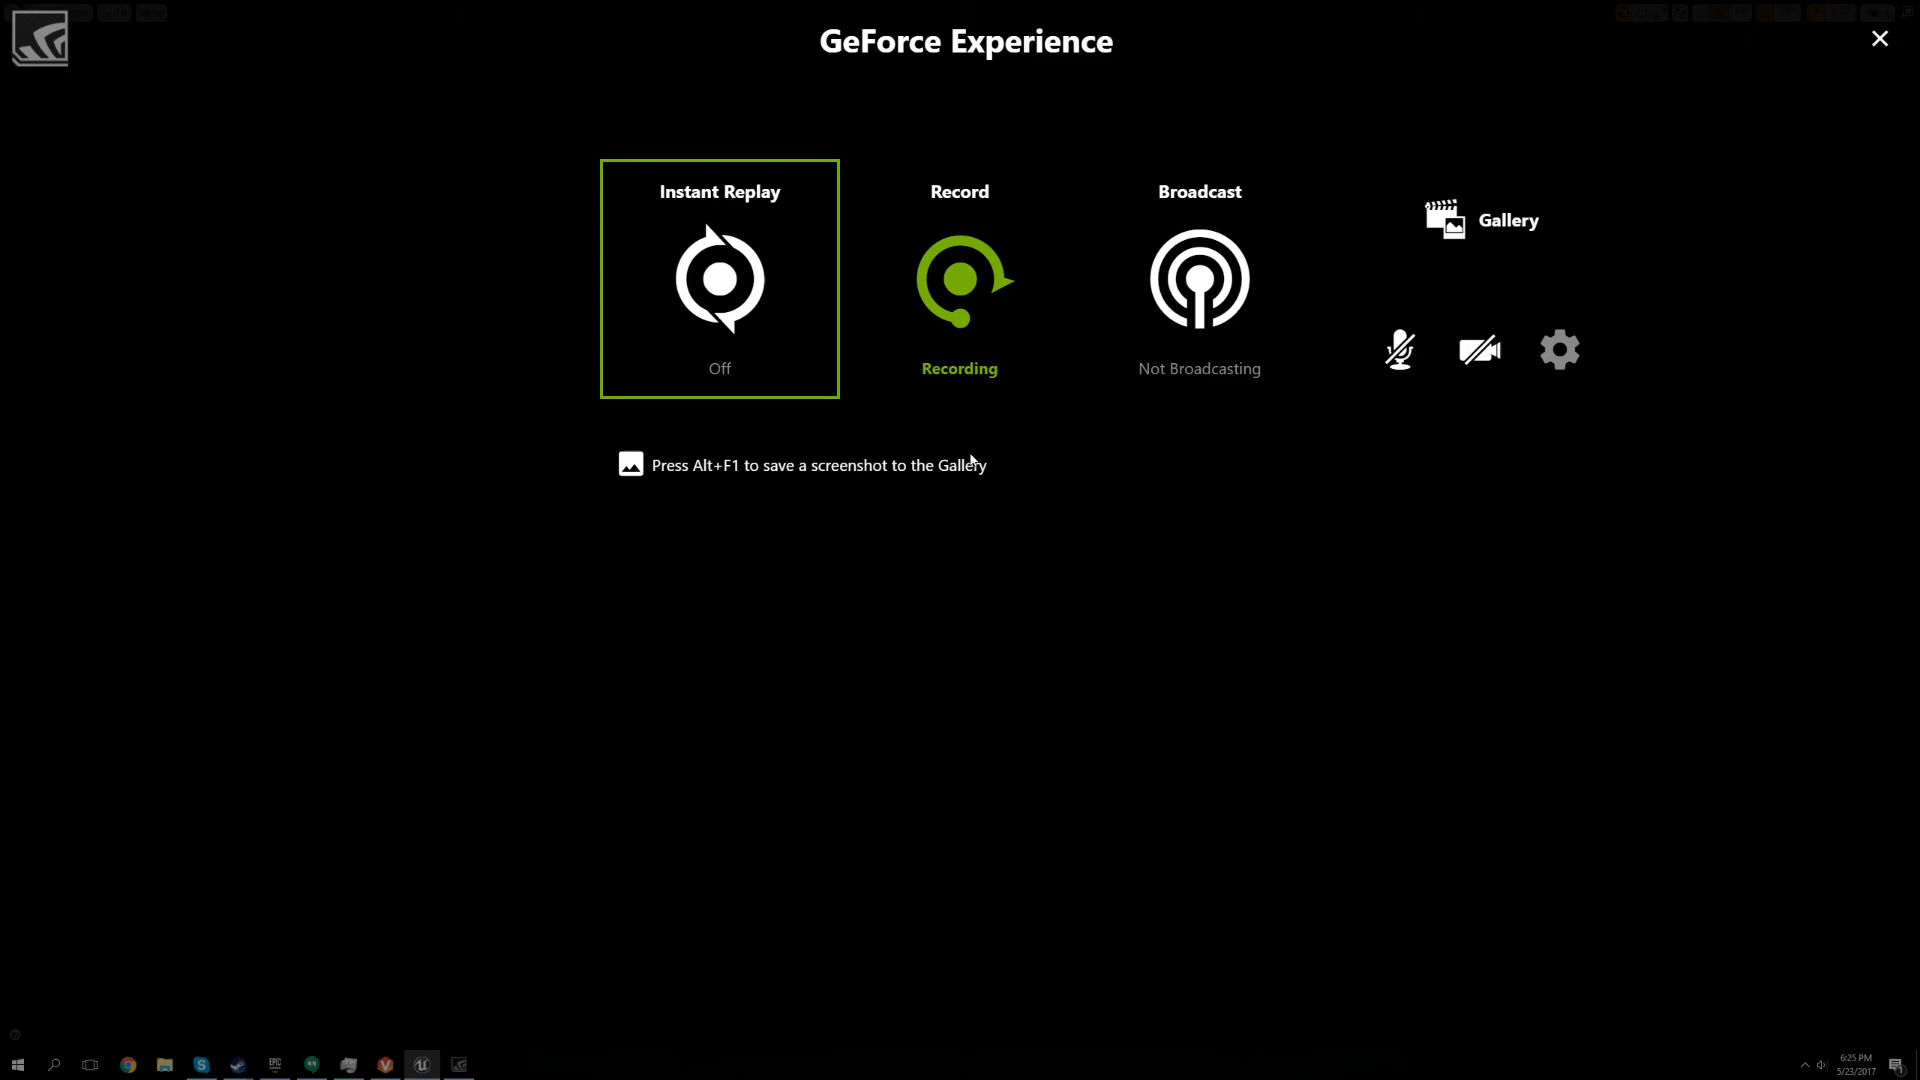 GeForce Experience
Instant Replay
Record
Broadcast
Gallery
Off
Recording
Not Broadcasting
Press Alt+F1 to save a screenshot to the Gallery
EPIC
6:25 PM
5/23/2017